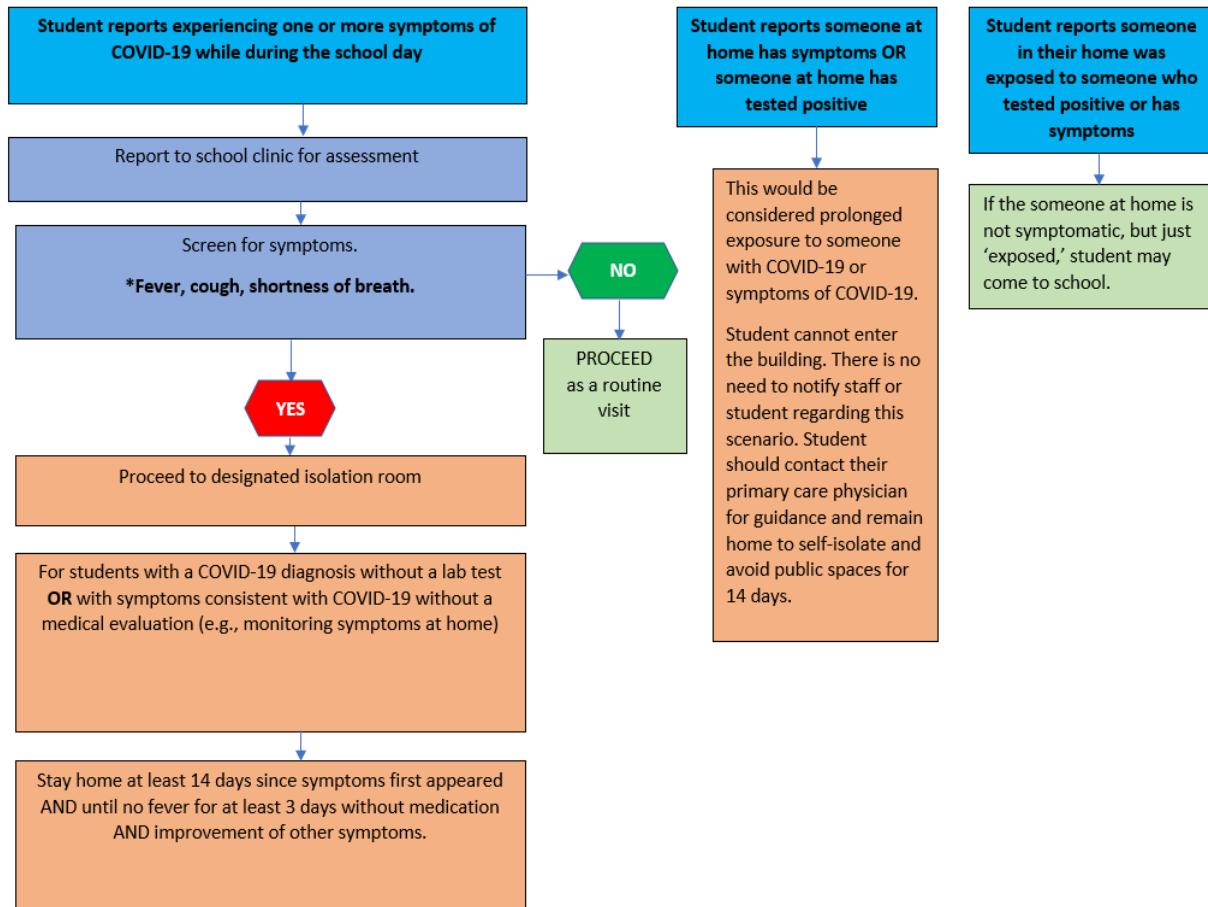 Student reports experiencing one or more symptoms of
COVID-19 while during the school day
Report to school clinic for assessment
Screen for symptoms.
*Fever, cough, shortness of breath.
NO
PROCEED
as a routine
visit
YES
Proceed to designated isolation room
For students with a COVID-19 diagnosis without a lab test
OR with symptoms consistent with COVID-19 without a
medical evaluation (e.g., monitoring symptoms at home)
Stay home at least 14 days since symptoms first appeared
AND until no fever for at least 3 days without medication
AND improvement of other symptoms.
Student reports someone at
home has symptoms OR
someone at home has
tested positive
This would be
considered prolonged
exposure to someone
with COVID-19 or
symptoms of COVID-19.
Student cannot enter
the building. There is no
need to notify staff or
student regarding this
scenario. Student
should contact their
primary care physician
for guidance and remain
home to self-isolate and
avoid public spaces for
14 days.
Student reports someone
in their home was
exposed to someone who
tested positive or has
symptoms
If the someone at home is
not symptomatic, but just
‘exposed,’ student may
come to school.